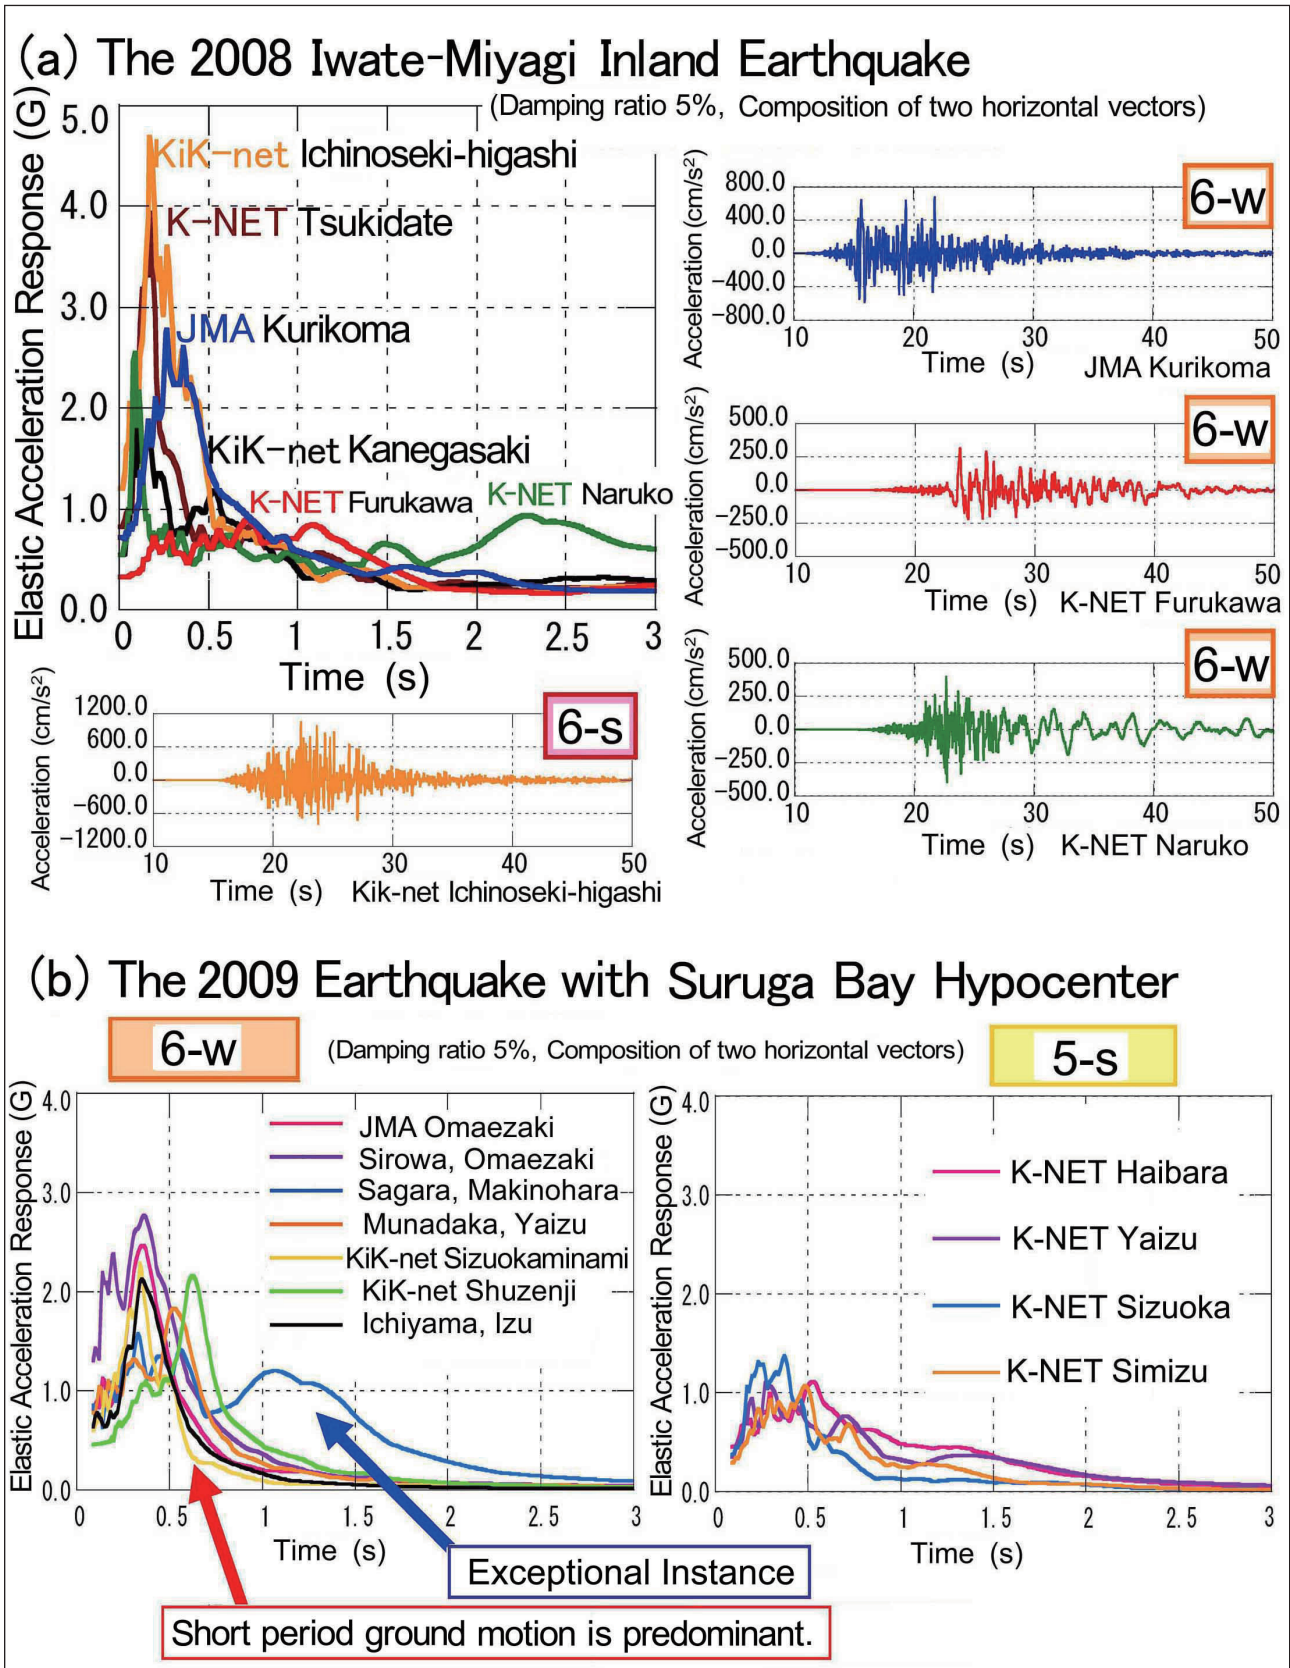 (a) The 2008 Iwate-Miyagi Inland Earthquake
(Damping ratio 5%, Composition of two horizontal vectors)
Elastic Acceleration Response (G)
5.0
4.0
3.0
2.0
1.0
0.0
KiK-net Ichinoseki-higashi
K-NET Tsukidate
JMA Kurikoma
KiK-net Kanegasaki
K-NET Furukawa
K-NET Naruko
0 0.5 1 1.5 2 2.5 3
Time (s)
6-w
Acceleration (cm/s²)
800.0
400.0
0.0
-400.0
-800.0
10 20 30 40 50
Time (s)
JMA Kurikoma
6-w
Acceleration (cm/s²)
500.0
250.0
0.0
-250.0
-500.0
10 20 30 40 50
Time (s)
K-NET Furukawa
6-w
Acceleration (cm/s²)
500.0
250.0
0.0
-250.0
-500.0
10 20 30 40 50
Time (s)
K-NET Naruko
6-s
Acceleration (cm/s²)
1200.0
600.0
0.0
-600.0
-1200.0
10 20 30 40 50
Time (s)
Kik-net Ichinoseki-higashi
(b) The 2009 Earthquake with Suruga Bay Hypocenter
6-w
(Damping ratio 5%, Composition of two horizontal vectors)
5-s
Elastic Acceleration Response (G)
4.0
3.0
2.0
1.0
0.0
JMA Omaezaki
Sirowa, Omaezaki
Sagara, Makinohara
Munadaka, Yaizu
KiK-net Sizuokaminami
KiK-net Shuzenji
Ichiyama, Izu
0 0.5 1 1.5 2 2.5 3
Time (s)
Elastic Acceleration Response (G)
4.0
3.0
2.0
1.0
0.0
K-NET Haibara
K-NET Yaizu
K-NET Sizuoka
K-NET Simizu
0 0.5 1 1.5 2 2.5 3
Time (s)
Exceptional Instance
Short period ground motion is predominant.